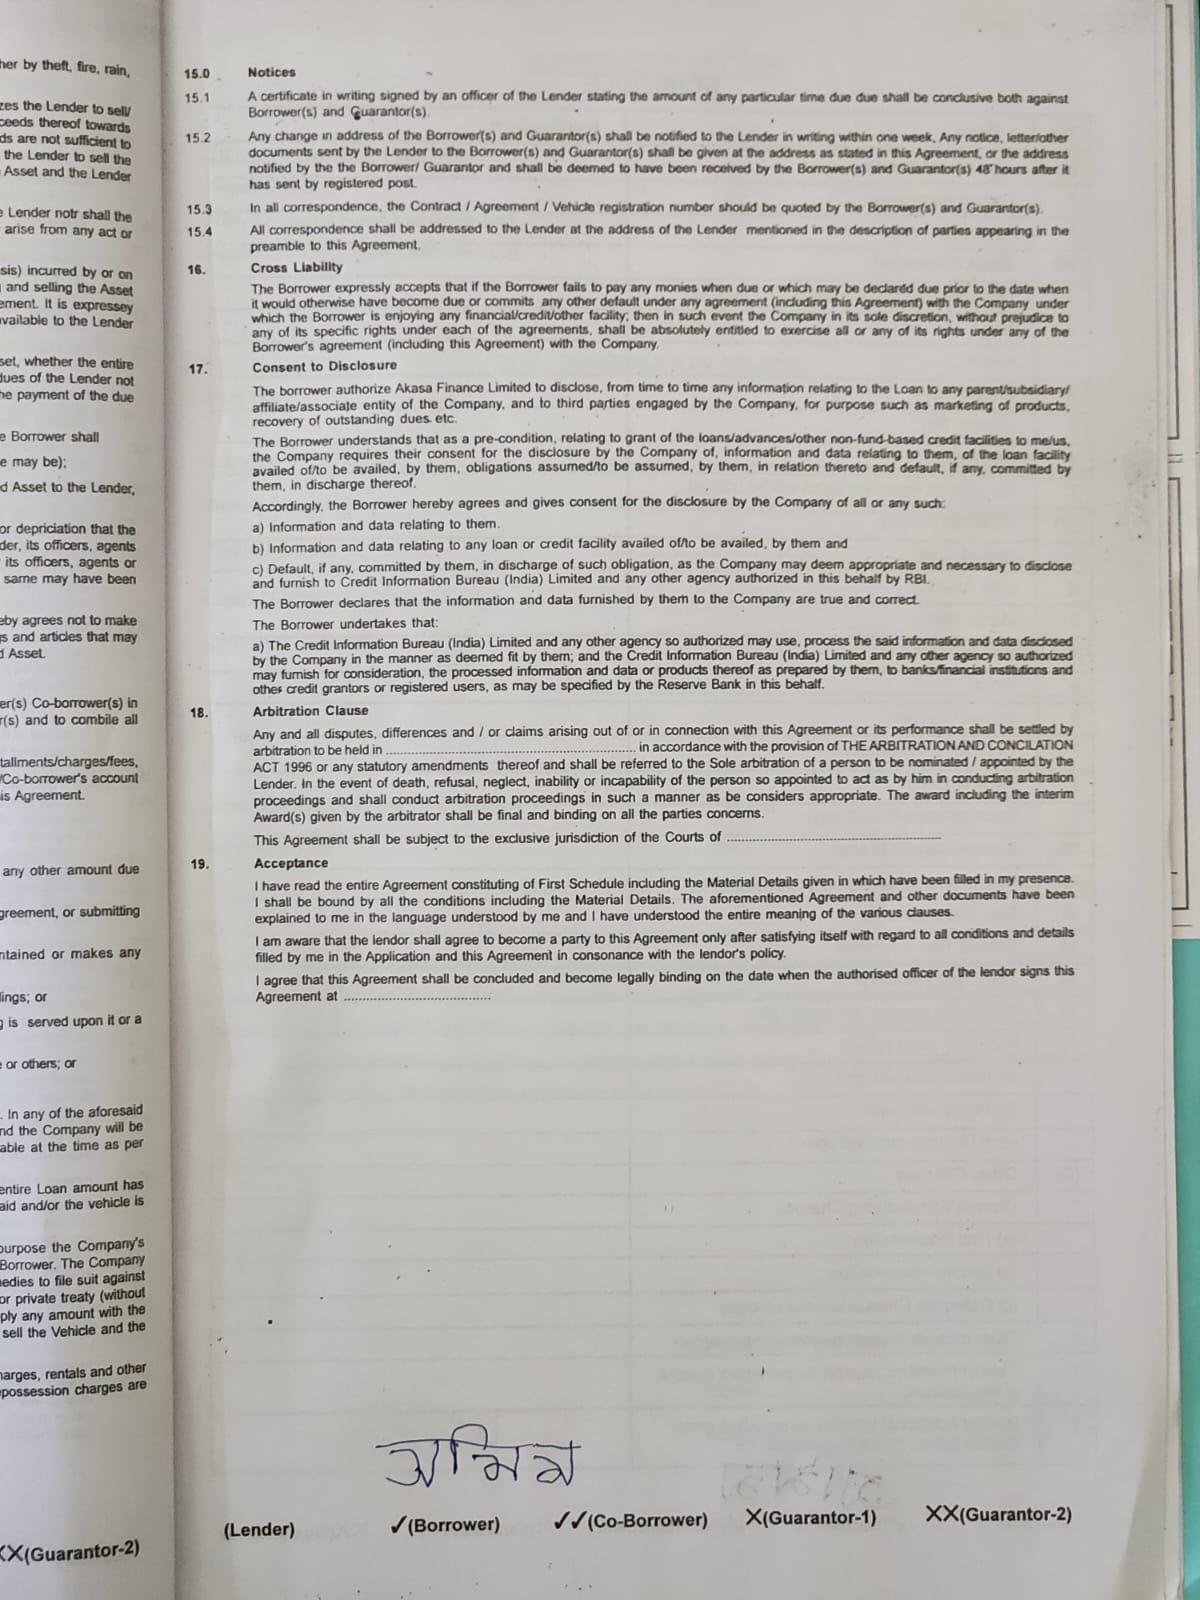 her by theft, fire, rain,
zes the Lender to sell/
ceeds thereof towards
ds are not sufficient to
the Lender to sell the
Asset and the Lender
e Lender notr shall the
arise from any act or
sis) incurred by or on
and selling the Asset
ement. It is expressey
available to the Lender
set, whether the entire
dues of the Lender not
he payment of the due
e Borrower shall
e may be);
d Asset to the Lender,
or depriciation that the
der, its officers, agents
its officers, agents or
same may have been
eby agrees not to make
gs and articles that may
d Asset.
er(s) Co-borrower(s) in
r(s) and to combile all
tallments/charges/fees,
/Co-borrower's account
is Agreement.
any other amount due
greement, or submitting
ntained or makes any
lings; or
g is served upon it or a
e or others; or
. In any of the aforesaid
nd the Company will be
able at the time as per
entire Loan amount has
aid and/or the vehicle is
purpose the Company's
Borrower. The Company
nedies to file suit against
or private treaty (without
ply any amount with the
sell the Vehicle and the
harges, rentals and other
epossession charges are
XX(Guarantor-2)
15.0 Notices
15.1 A certificate in writing signed by an officer of the Lender stating the amount of any particular time due due shall be conclusive both against
Borrower(s) and Guarantor(s).
15.2 Any change in address of the Borrower(s) and Guarantor(s) shall be notified to the Lender in writing within one week, Any notice, letter/other
documents sent by the Lender to the Borrower(s) and Guarantor(s) shall be given at the address as stated in this Agreement, or the address
notified by the the Borrower/ Guarantor and shall be deemed to have been received by the Borrower(s) and Guarantor(s) 48 hours after it
has sent by registered post.
15.3 In all correspondence, the Contract / Agreement / Vehicle registration number should be quoted by the Borrower(s) and Guarantor(s).
15.4 All correspondence shall be addressed to the Lender at the address of the Lender mentioned in the description of parties appearing in the
preamble to this Agreement.
16. Cross Liability
The Borrower expressly accepts that if the Borrower fails to pay any monies when due or which may be declared due prior to the date when
it would otherwise have become due or commits any other default under any agreement (including this Agreement) with the Company under
which the Borrower is enjoying any financial/credit/other facility; then in such event the Company in its sole discretion, without prejudice to
any of its specific rights under each of the agreements, shall be absolutely entitled to exercise all or any of its rights under any of the
Borrower's agreement (including this Agreement) with the Company.
17. Consent to Disclosure
The borrower authorize Akasa Finance Limited to disclose, from time to time any information relating to the Loan to any parent/subsidiary/
affiliate/associate entity of the Company, and to third parties engaged by the Company, for purpose such as marketing of products,
recovery of outstanding dues. etc.
The Borrower understands that as a pre-condition, relating to grant of the loans/advances/other non-fund-based credit facilities to me/us,
the Company requires their consent for the disclosure by the Company of, information and data relating to them, of the loan facility
availed of/to be availed, by them, obligations assumed/to be assumed, by them, in relation thereto and default, if any, committed by
them, in discharge thereof.
Accordingly, the Borrower hereby agrees and gives consent for the disclosure by the Company of all or any such:
a) Information and data relating to them.
b) Information and data relating to any loan or credit facility availed of/to be availed, by them and
c) Default, if any, committed by them, in discharge of such obligation, as the Company may deem appropriate and necessary to disclose
and furnish to Credit Information Bureau (India) Limited and any other agency authorized in this behalf by RBI.
The Borrower declares that the information and data furnished by them to the Company are true and correct.
The Borrower undertakes that:
a) The Credit Information Bureau (India) Limited and any other agency so authorized may use, process the said information and data disclosed
by the Company in the manner as deemed fit by them; and the Credit Information Bureau (India) Limited and any other agency so authorized
may furnish for consideration, the processed information and data or products thereof as prepared by them, to banks/financial institutions and
other credit grantors or registered users, as may be specified by the Reserve Bank in this behalf.
18. Arbitration Clause
Any and all disputes, differences and / or claims arising out of or in connection with this Agreement or its performance shall be settled by
arbitration to be held in .................................................................... in accordance with the provision of THE ARBITRATION AND CONCILATION
ACT 1996 or any statutory amendments thereof and shall be referred to the Sole arbitration of a person to be nominated / appointed by the
Lender. In the event of death, refusal, neglect, inability or incapability of the person so appointed to act as by him in conducting arbitration
proceedings and shall conduct arbitration proceedings in such a manner as be considers appropriate. The award including the interim
Award(s) given by the arbitrator shall be final and binding on all the parties concerns.
This Agreement shall be subject to the exclusive jurisdiction of the Courts of .........................................................
19. Acceptance
I have read the entire Agreement constituting of First Schedule including the Material Details given in which have been filled in my presence.
I shall be bound by all the conditions including the Material Details. The aforementioned Agreement and other documents have been
explained to me in the language understood by me and I have understood the entire meaning of the various clauses.
I am aware that the lendor shall agree to become a party to this Agreement only after satisfying itself with regard to all conditions and details
filled by me in the Application and this Agreement in consonance with the lendor's policy.
I agree that this Agreement shall be concluded and become legally binding on the date when the authorised officer of the lendor signs this
Agreement at .......................................
(Lender) ✓(Borrower) ✓✓(Co-Borrower) X(Guarantor-1) XX(Guarantor-2)